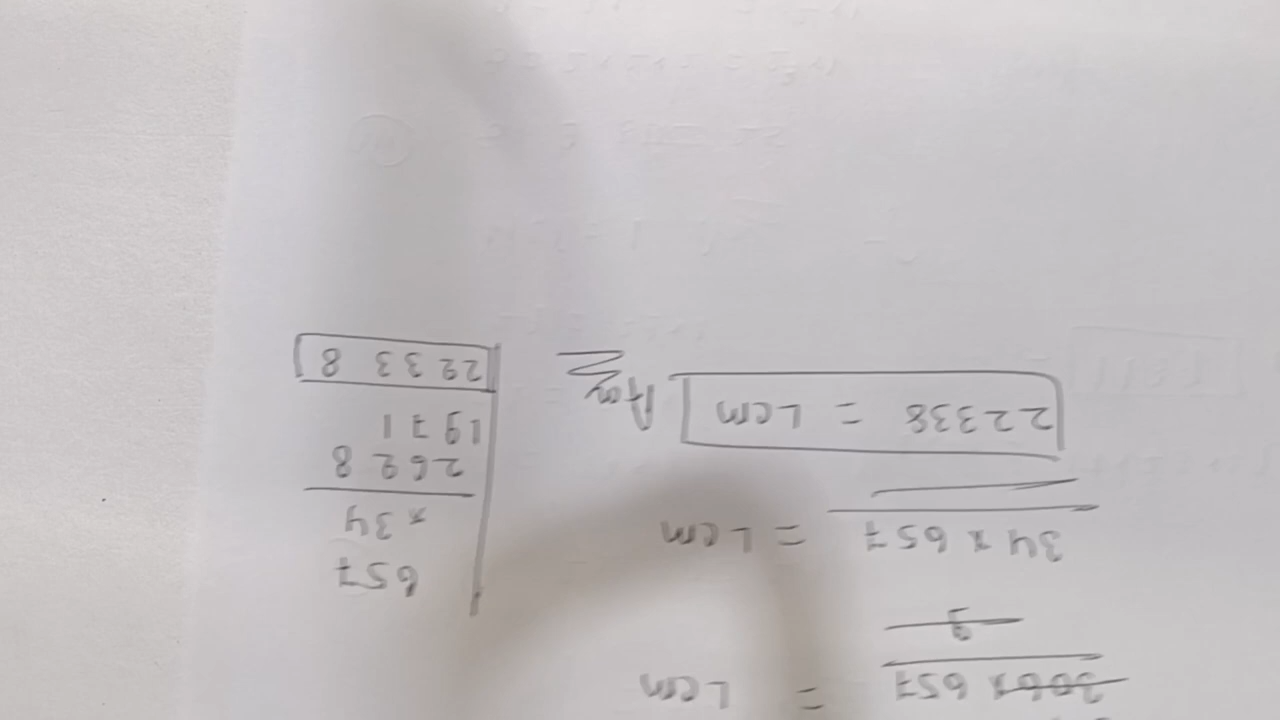 306 x 657 = Lcm
9
34 x 657 = Lcm
22338 = Lcm Ans
657
x 34
2628
1971
22338